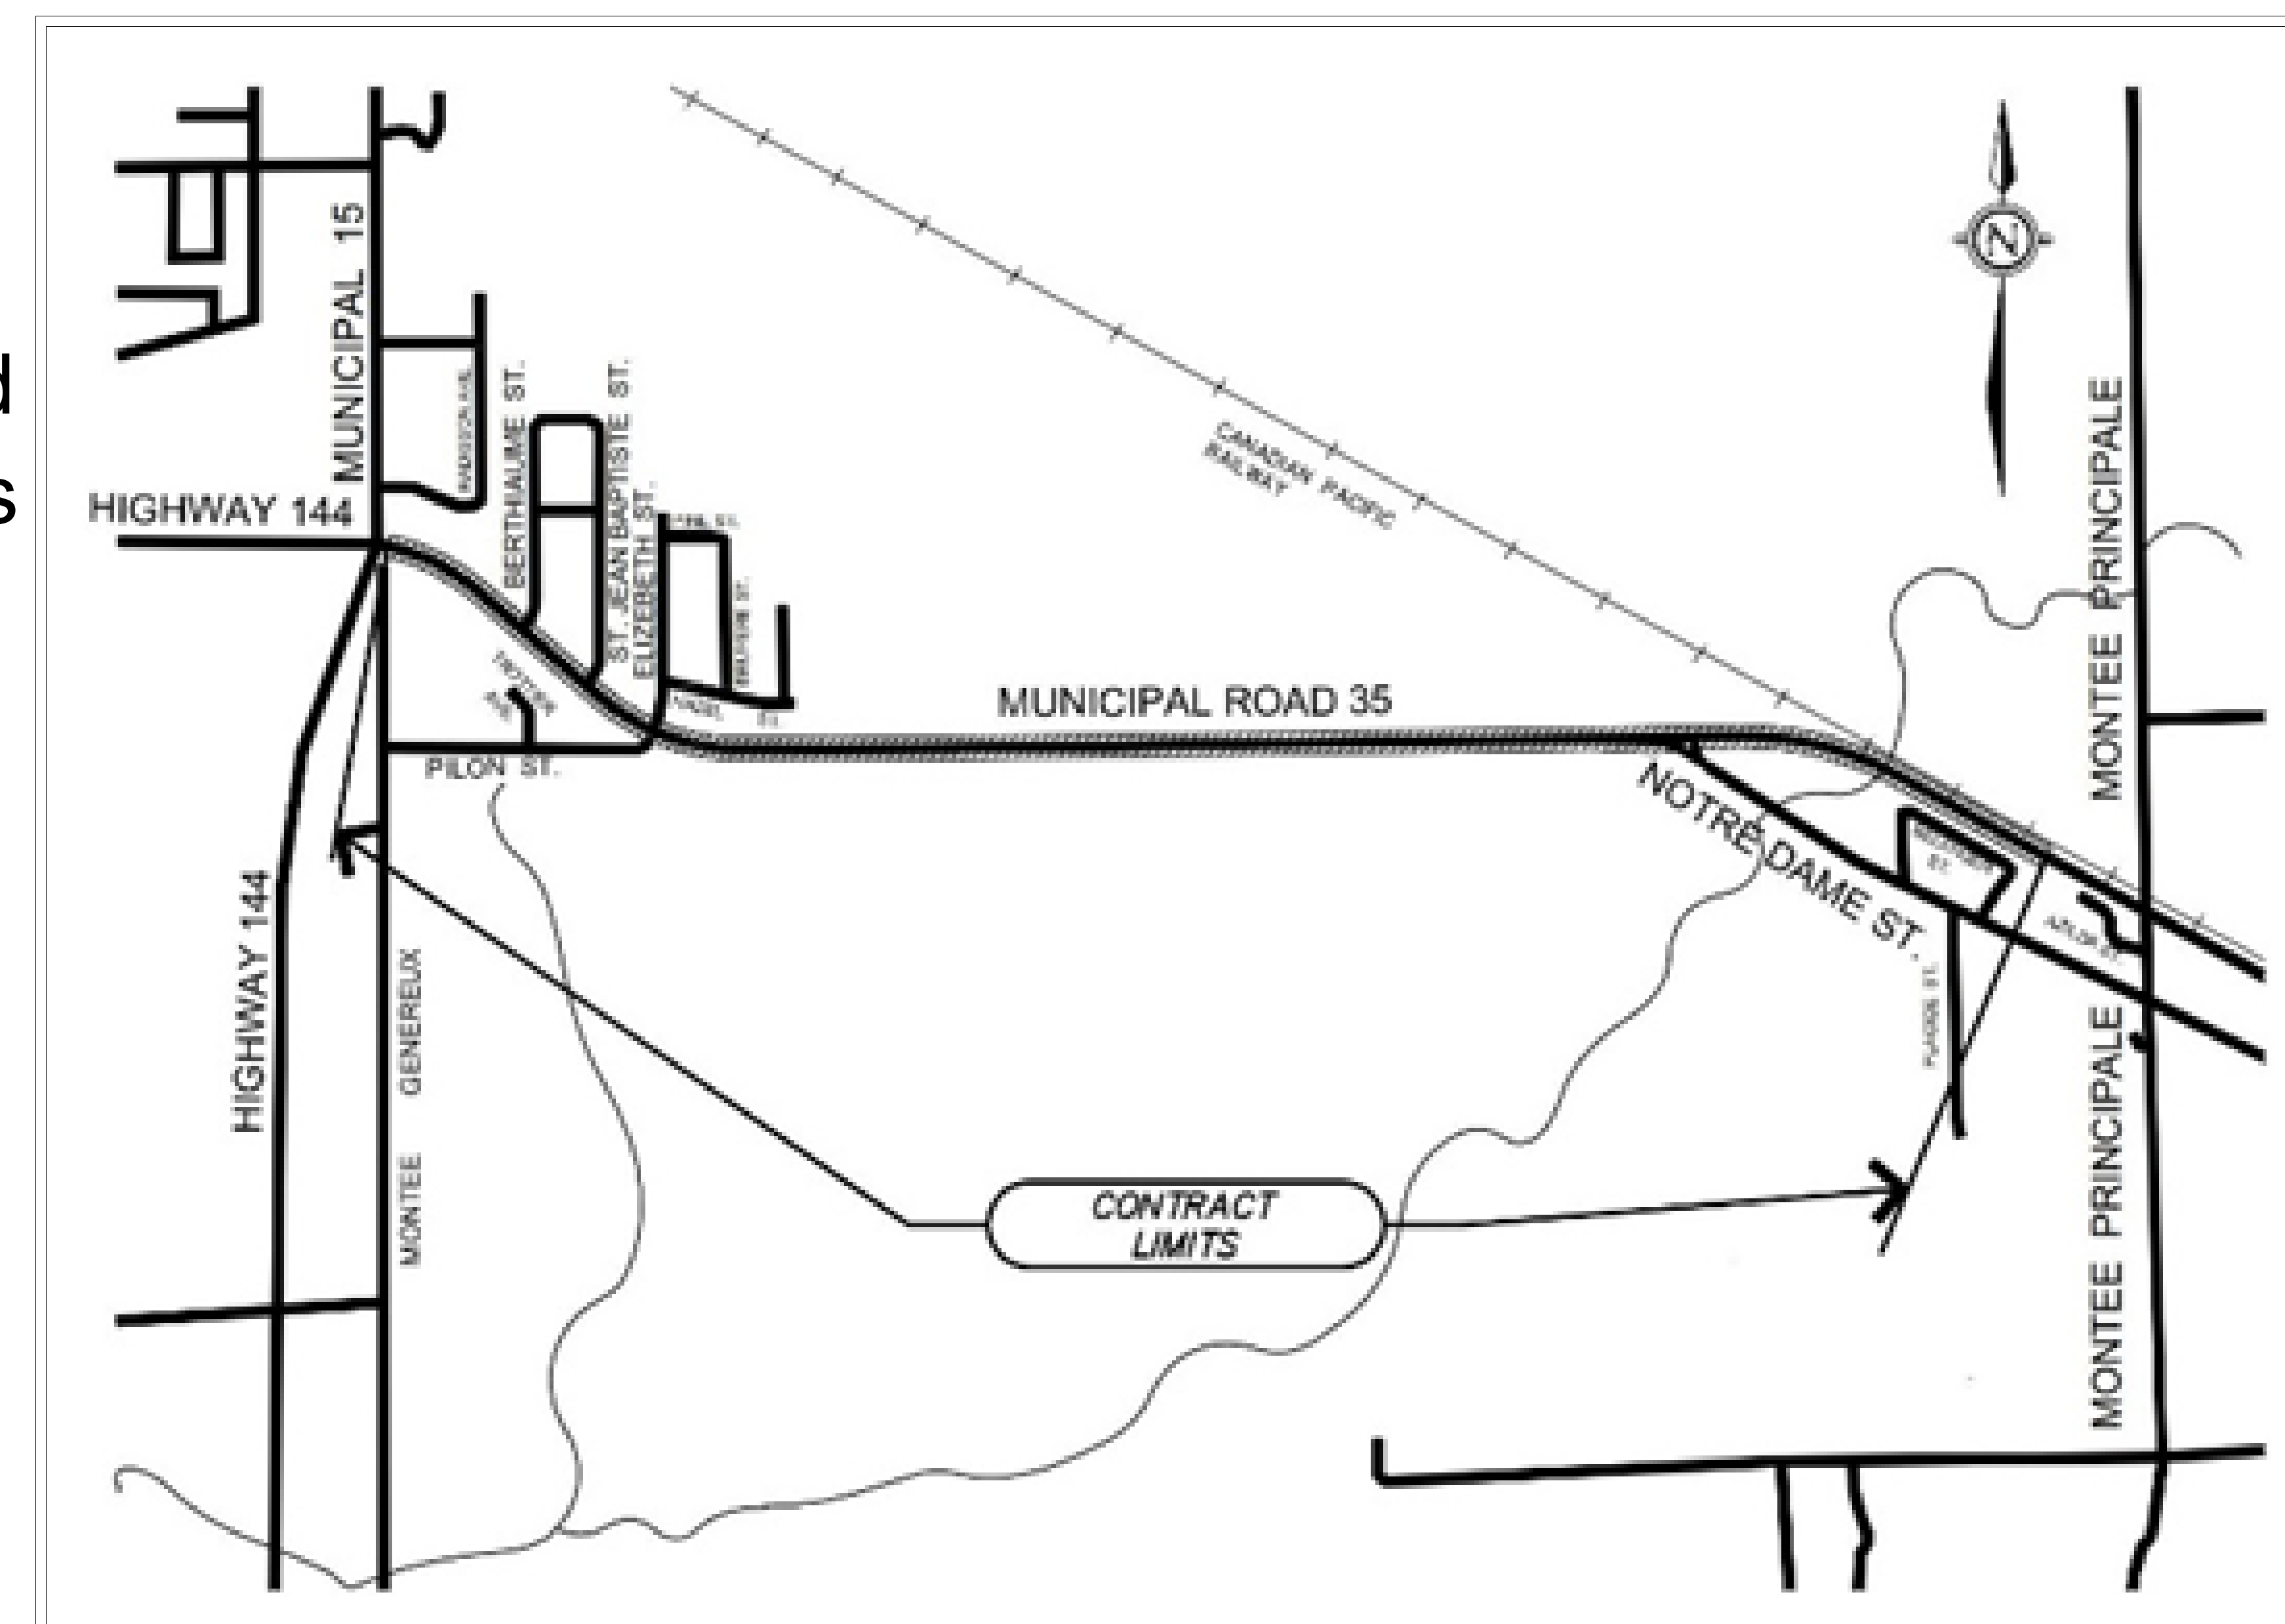 d
s
MUNICIPAL 15
HIGHWAY 144
BERTHIAUME ST.
ST. JEAN BAPTISTE ST.
ELIZEBETH ST.
CANADIAN PACIFIC
RAILWAY
N
MONTEE PRINCIPALE
MUNICIPAL ROAD 35
PILON ST.
NOTRE DAME ST.
ST.
HIGHWAY 144
MONTEE GENEREUX
CONTRACT
LIMITS
MONTEE PRINCIPALE